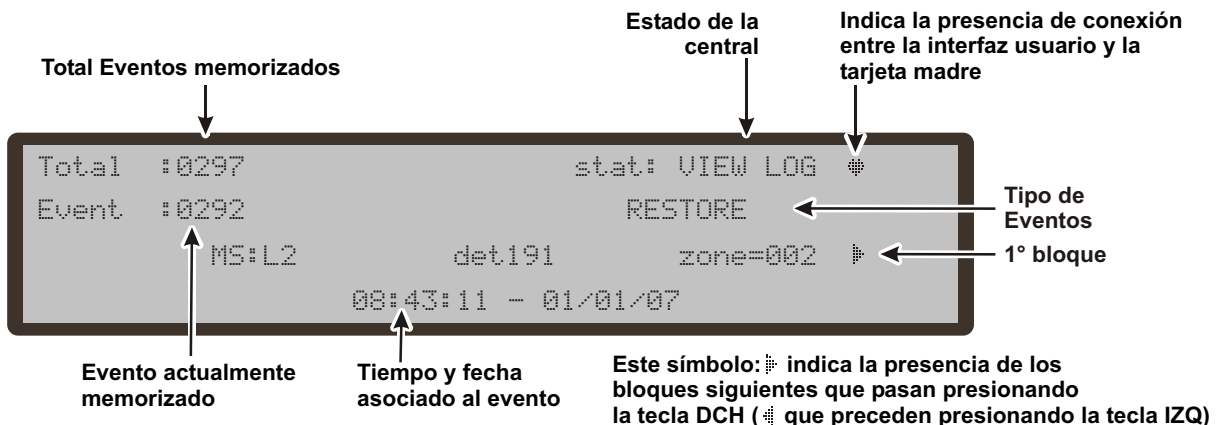 Estado de la
central
Indica la presencia de conexión
entre la interfaz usuario y la
tarjeta madre
Total Eventos memorizados
Total :0297 stat: VIEW LOG
Event :0292 RESTORE
MS:L2 det191 zone=002
08:43:11 - 01/01/07
Tipo de
Eventos
1° bloque
Evento actualmente
memorizado
Tiempo y fecha
asociado al evento
Este símbolo: indica la presencia de los
bloques siguientes que pasan presionando
la tecla DCH ( que preceden presionando la tecla IZQ)